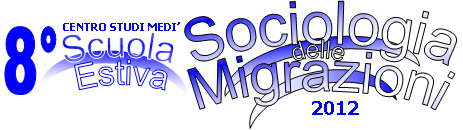 8°
CENTRO STUDI MEDI'
Scuola
Estiva
Sociologia
delle
Migrazioni
2012